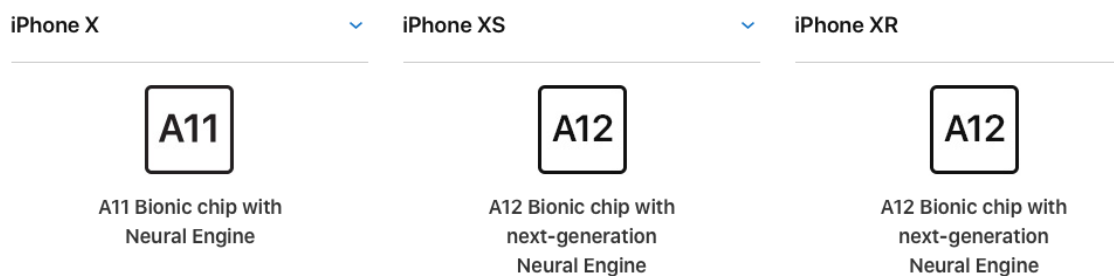 iPhone X
A11
A11 Bionic chip with
Neural Engine
iPhone XS
A12
A12 Bionic chip with
next-generation
Neural Engine
iPhone XR
A12
A12 Bionic chip with
next-generation
Neural Engine